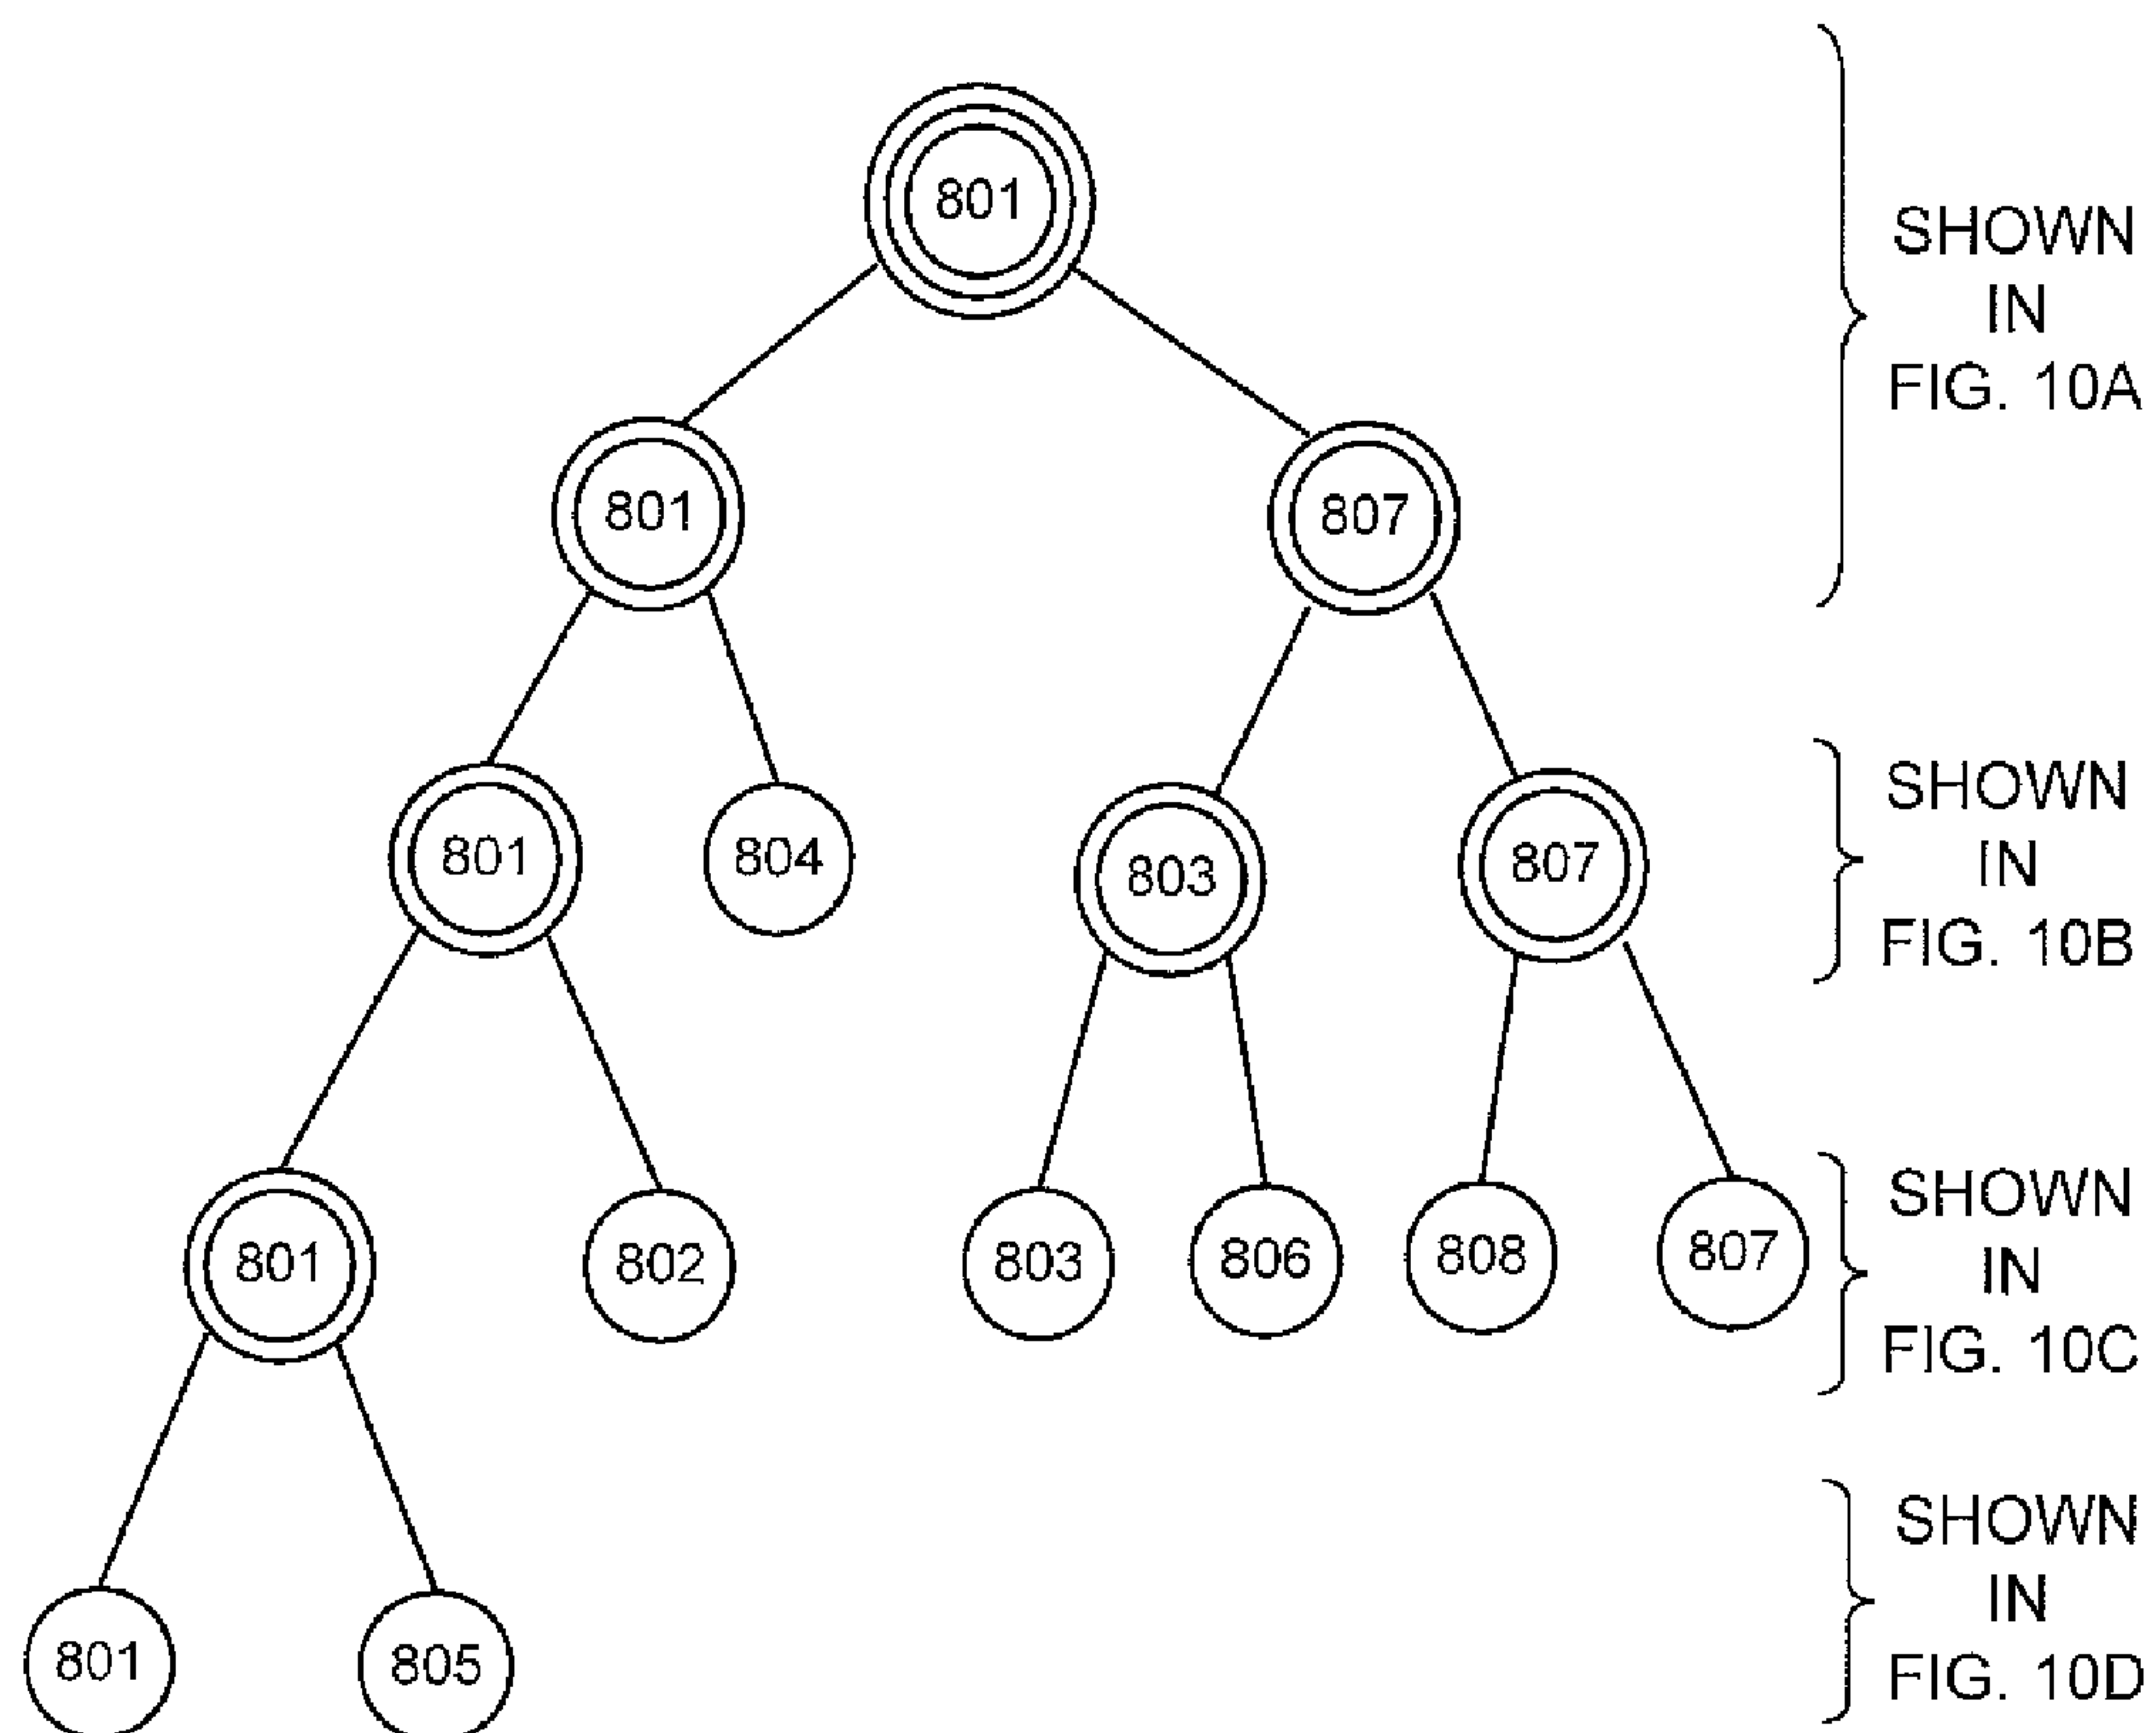 801
SHOWN
IN
FIG. 10A
801
807
801
804
803
807
SHOWN
IN
FIG. 10B
801
802
803
806
808
807
SHOWN
IN
FIG. 10C
801
805
SHOWN
IN
FIG. 10D